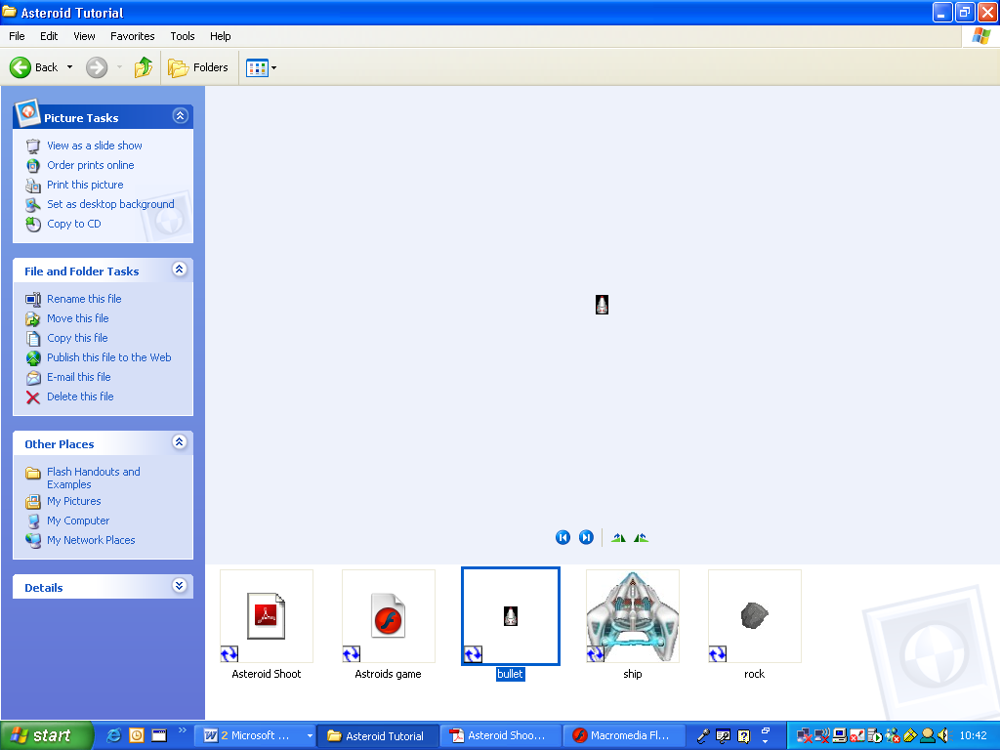 Asteroid Tutorial
File Edit View Favorites Tools Help
Back Folders
Picture Tasks
View as a slide show
Order prints online
Print this picture
Set as desktop background
Copy to CD
File and Folder Tasks
Rename this file
Move this file
Copy this file
Publish this file to the Web
E-mail this file
Delete this file
Other Places
Flash Handouts and
Examples
My Pictures
My Computer
My Network Places
Details
Asteroid Shoot Astroids game bullet ship rock
start 2 Microsoft ... Asteroid Tutorial Asteroid Shoo... Macromedia Fl... 10:42